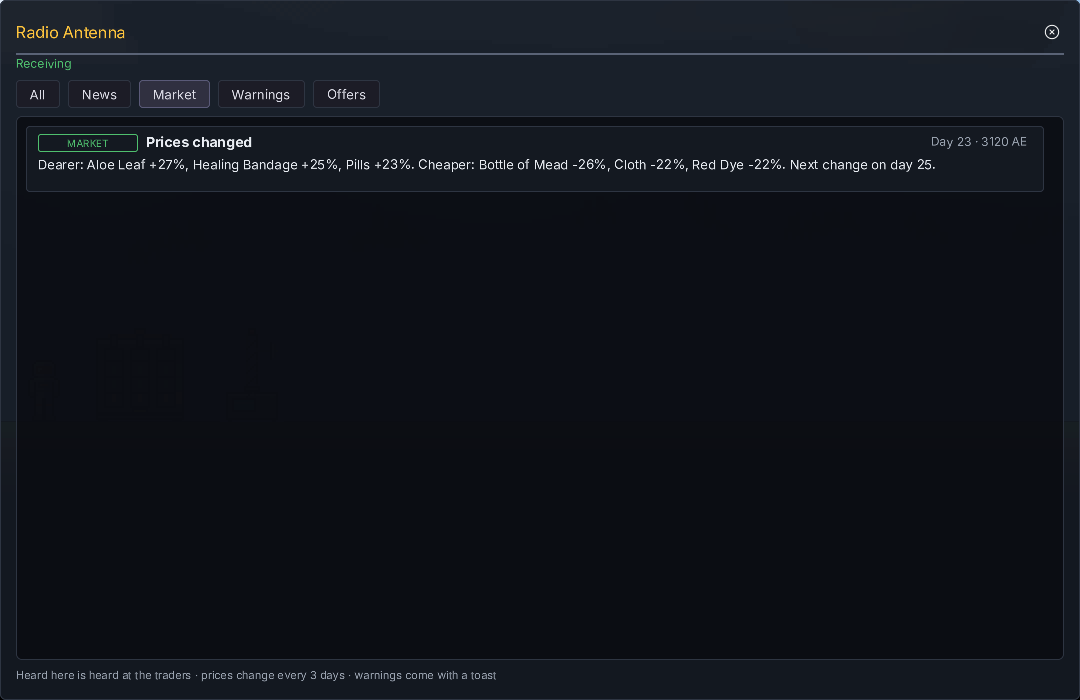 Radio Antenna
Receiving
All News Market Warnings Offers
MARKET Prices changed Day 23 · 3120 AE
Dearer: Aloe Leaf +27%, Healing Bandage +25%, Pills +23%. Cheaper: Bottle of Mead -26%, Cloth -22%, Red Dye -22%. Next change on day 25.
Heard here is heard at the traders · prices change every 3 days · warnings come with a toast